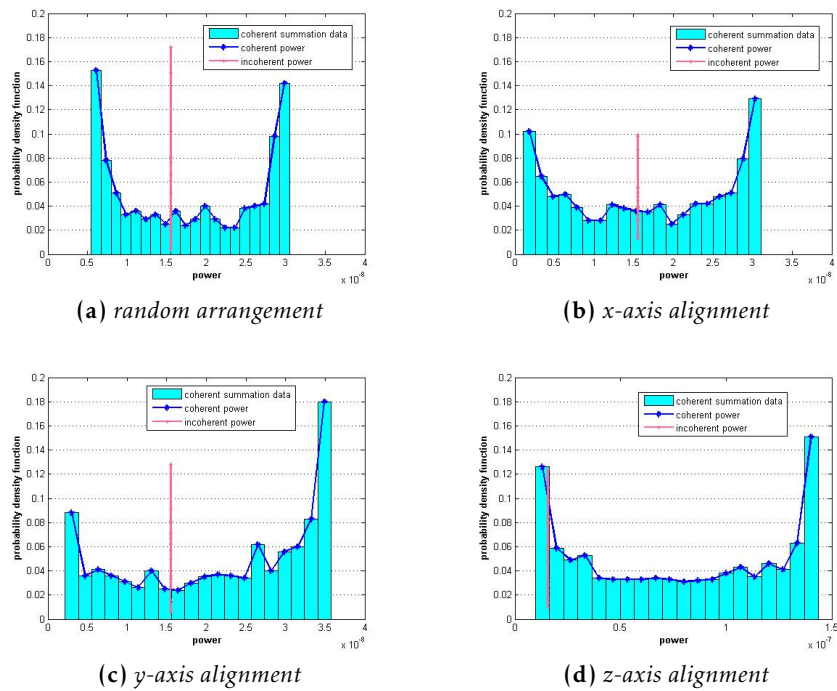 0.2
0.18
0.16
0.14
0.12
0.1
0.08
0.06
0.04
0.02
0
probability density function
coherent summation data
coherent power
incoherent power
0 0.5 1 1.5 2 2.5 3 3.5 4
power
x 10⁻⁸
(a) random arrangement
0.2
0.18
0.16
0.14
0.12
0.1
0.08
0.06
0.04
0.02
0
probability density function
coherent summation data
coherent power
incoherent power
0 0.5 1 1.5 2 2.5 3 3.5 4
power
x 10⁻⁸
(b) x-axis alignment
0.2
0.18
0.16
0.14
0.12
0.1
0.08
0.06
0.04
0.02
0
probability density function
coherent summation data
coherent power
incoherent power
0 0.5 1 1.5 2 2.5 3 3.5 4
power
x 10⁻⁸
(c) y-axis alignment
0.2
0.18
0.16
0.14
0.12
0.1
0.08
0.06
0.04
0.02
0
probability density function
coherent summation data
coherent power
incoherent power
0 0.5 1 1.5
power
x 10⁻⁷
(d) z-axis alignment